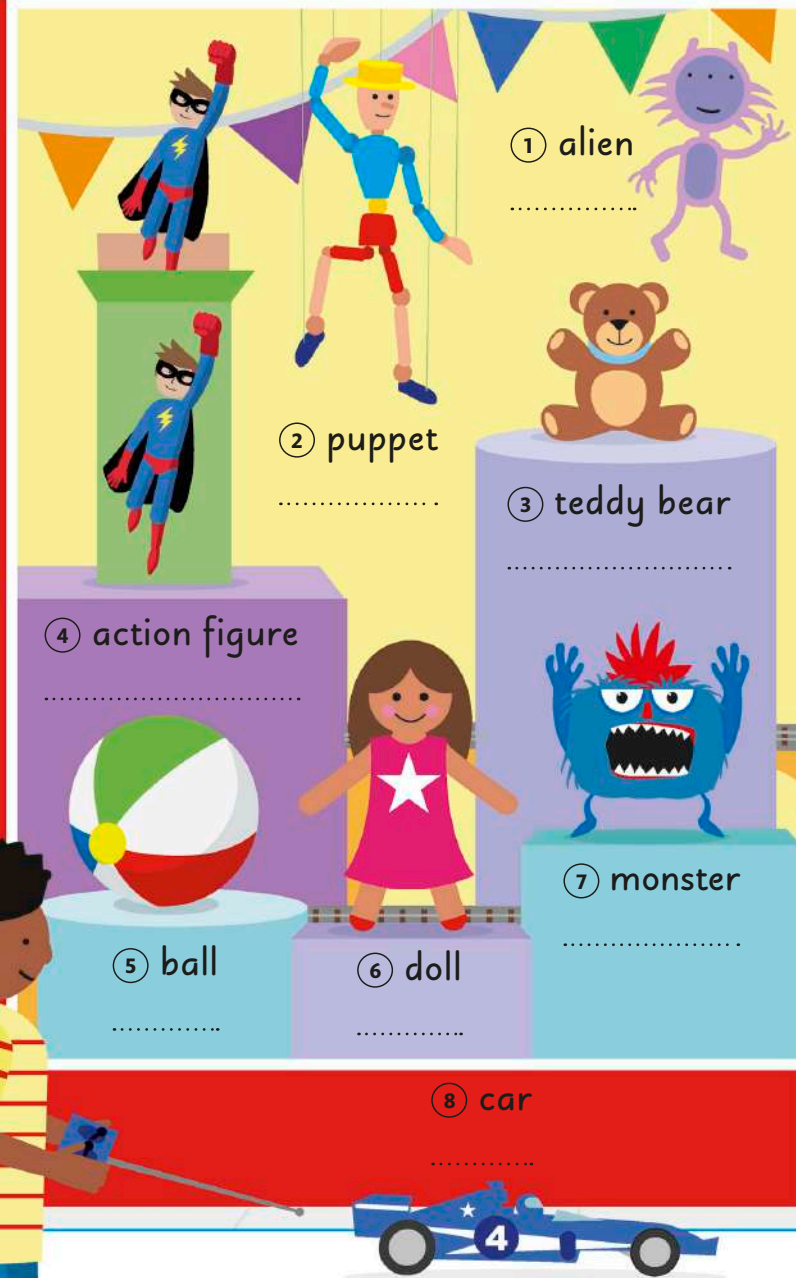 1 alien
2 puppet
3 teddy bear
4 action figure
5 ball
6 doll
7 monster
8 car
4